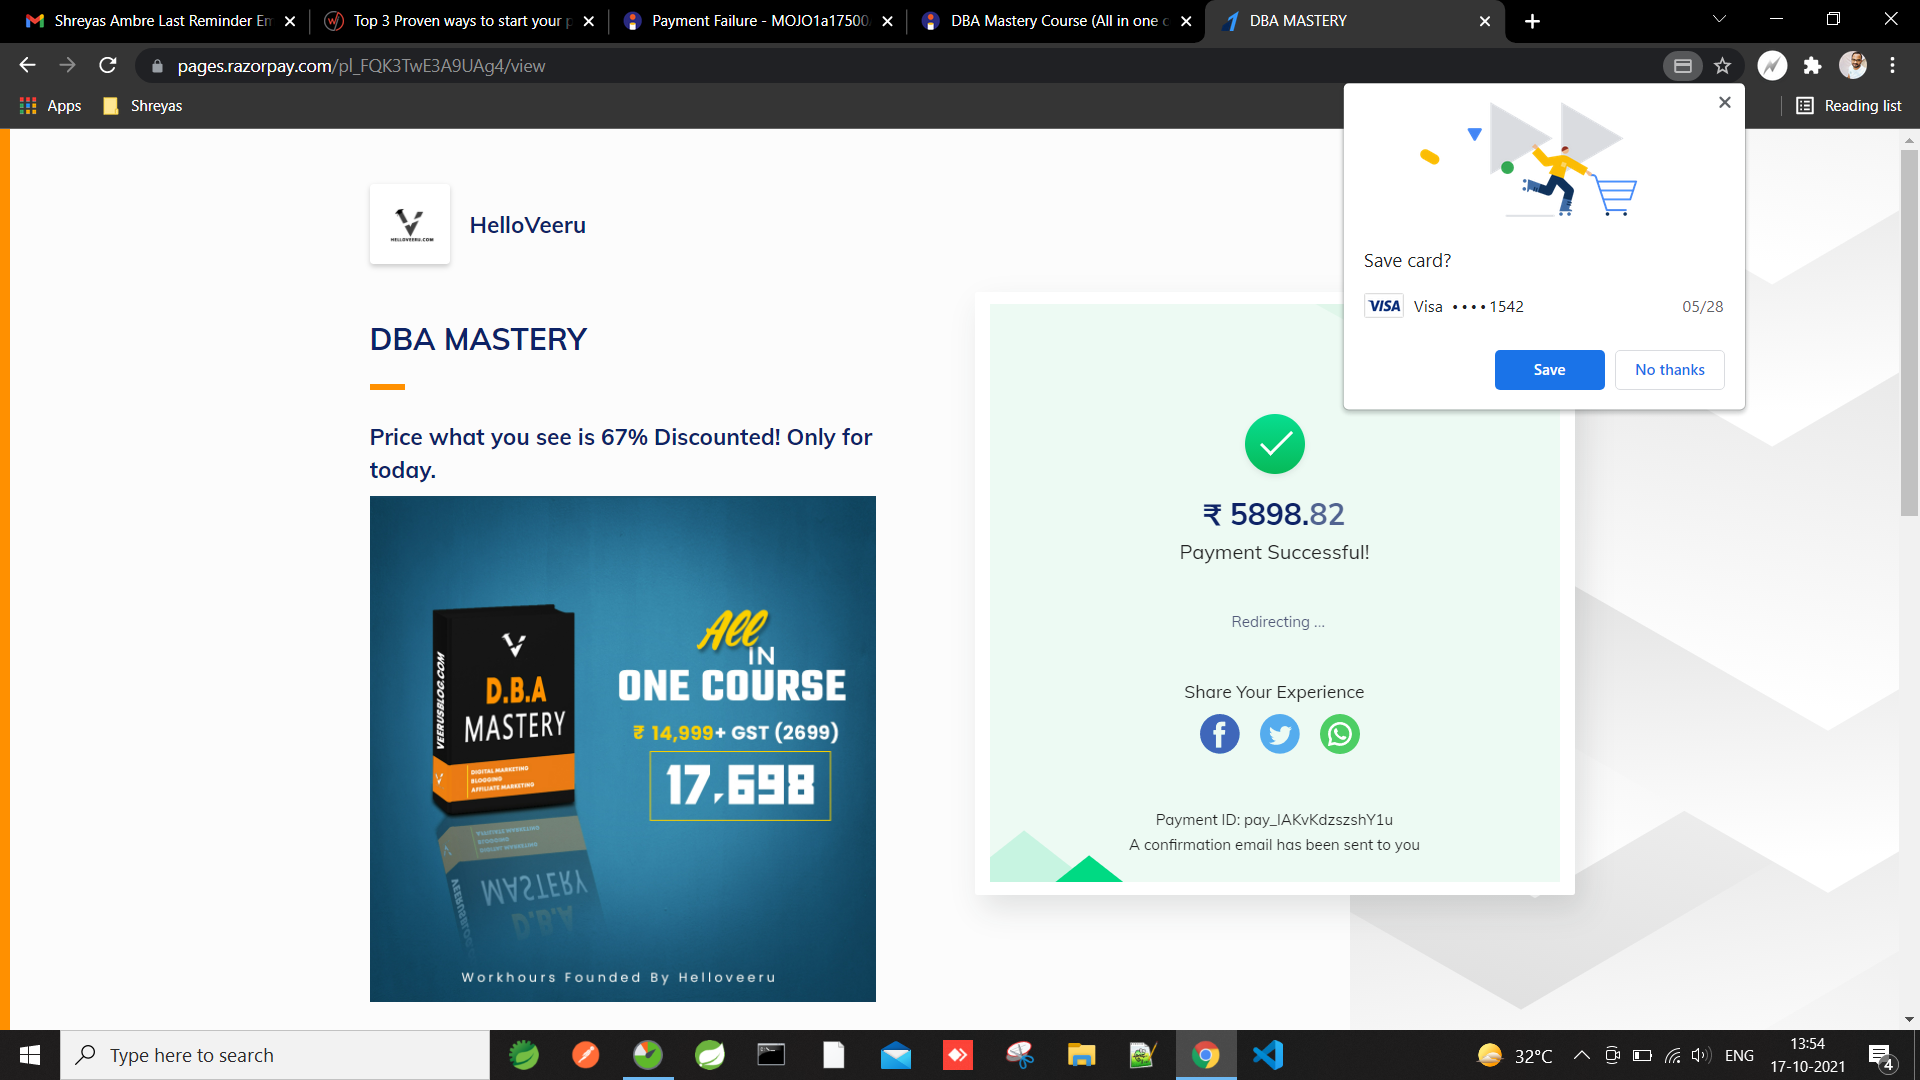 Shreyas Ambre Last Reminder Em
Top 3 Proven ways to start your p
Payment Failure - MOJO1a17500
DBA Mastery Course (All in one c
DBA MASTERY
pages.razorpay.com/pl_FQK3TwE3A9UAg4/view
Apps
Shreyas
Reading list
Save card?
VISA Visa •••• 1542 05/28
Save
No thanks
HELLOVEERU.COM
HelloVeeru
DBA MASTERY
Price what you see is 67% Discounted! Only for
today.
VEERUSBLOG.COM
D.B.A
MASTERY
DIGITAL MARKETING
BLOGGING
AFFILIATE MARKETING
All
IN
ONE COURSE
₹ 14,999+ GST (2699)
17,698
Workhours Founded By Helloveeru
₹ 5898.82
Payment Successful!
Redirecting ...
Share Your Experience
Payment ID: pay_IAKvKdzszshY1u
A confirmation email has been sent to you
Type here to search
32°C
ENG
13:54
17-10-2021
4